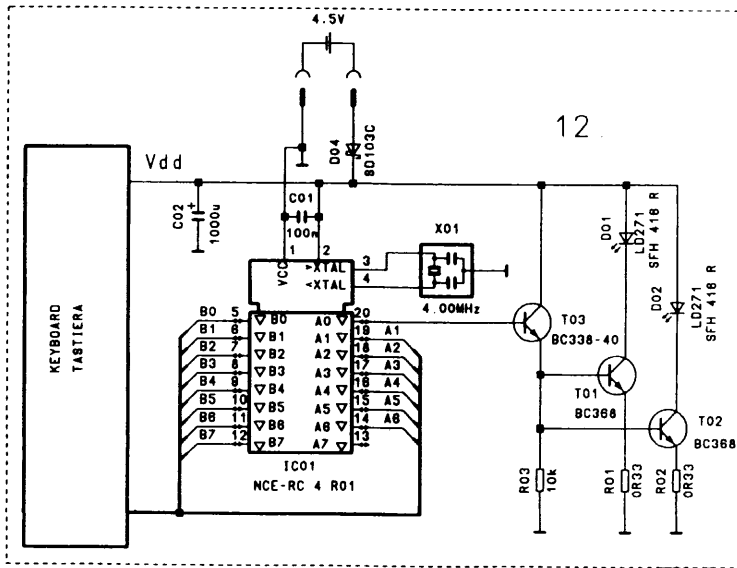 4.5V
12
D04
SD103C
Vdd
C02
1000u
C01
100n
1
2
VCC
>XTAL
<XTAL
3
4
X01
4.00MHz
D01
LD271
SFH 416 R
D02
LD271
SFH 416 R
KEYBOARD
TASTIERA
B0 5 B0 A0 20
B1 6 B1 A1 19 A1
B2 7 B2 A2 18 A2
B3 8 B3 A3 17 A3
B4 9 B4 A4 16 A4
B5 10 B5 A5 15 A5
B6 11 B6 A6 14 A6
B7 12 B7 A7 13
IC01
NCE-RC 4 R01
T03
BC338-40
T01
BC368
T02
BC368
R03
10k
R01
0R33
R02
0R33